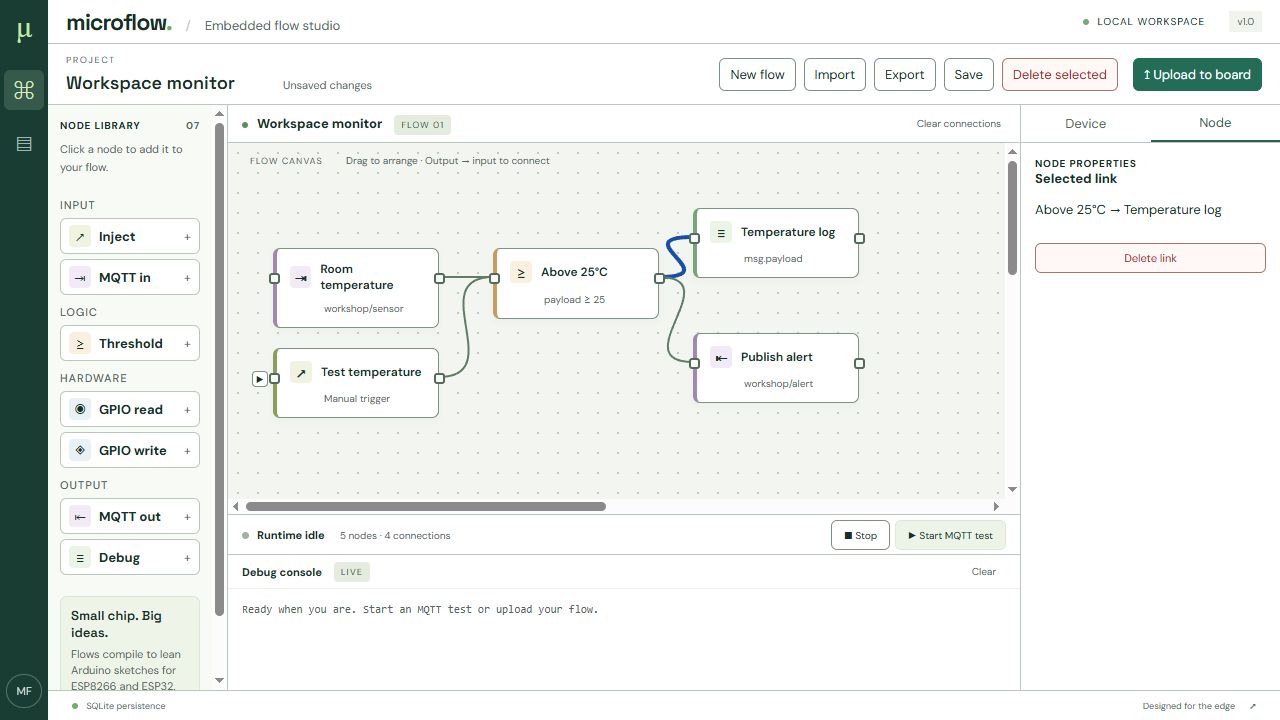 μ
microflow.
/
Embedded flow studio
LOCAL WORKSPACE
v1.0
PROJECT
Workspace monitor
Unsaved changes
New flow
Import
Export
Save
Delete selected
↥ Upload to board
NODE LIBRARY
07
Click a node to add it to
your flow.
INPUT
Inject +
MQTT in +
LOGIC
Threshold +
HARDWARE
GPIO read +
GPIO write +
OUTPUT
MQTT out +
Debug +
Small chip. Big
ideas.
Flows compile to lean
Arduino sketches for
ESP8266 and ESP32.
MF
Workspace monitor
FLOW 01
Clear connections
FLOW CANVAS
Drag to arrange · Output → input to connect
Room
temperature
workshop/sensor
Test temperature
Manual trigger
≥ Above 25°C
payload ≥ 25
Temperature log
msg.payload
Publish alert
workshop/alert
Runtime idle
5 nodes · 4 connections
■ Stop
▶ Start MQTT test
Debug console
LIVE
Clear
Ready when you are. Start an MQTT test or upload your flow.
Device
Node
NODE PROPERTIES
Selected link
Above 25°C → Temperature log
Delete link
SQLite persistence
Designed for the edge ↗